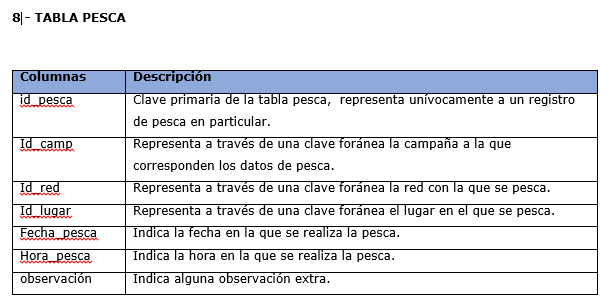 8- TABLA PESCA
Columnas Descripción
id_pesca Clave primaria de la tabla pesca, representa unívocamente a un registro
de pesca en particular.
Id_camp Representa a través de una clave foránea la campaña a la que
corresponden los datos de pesca.
Id_red Representa a través de una clave foránea la red con la que se pesca.
Id_lugar Representa a través de una clave foránea el lugar en el que se pesca.
Fecha_pesca Indica la fecha en la que se realiza la pesca.
Hora_pesca Indica la hora en la que se realiza la pesca.
observación Indica alguna observación extra.